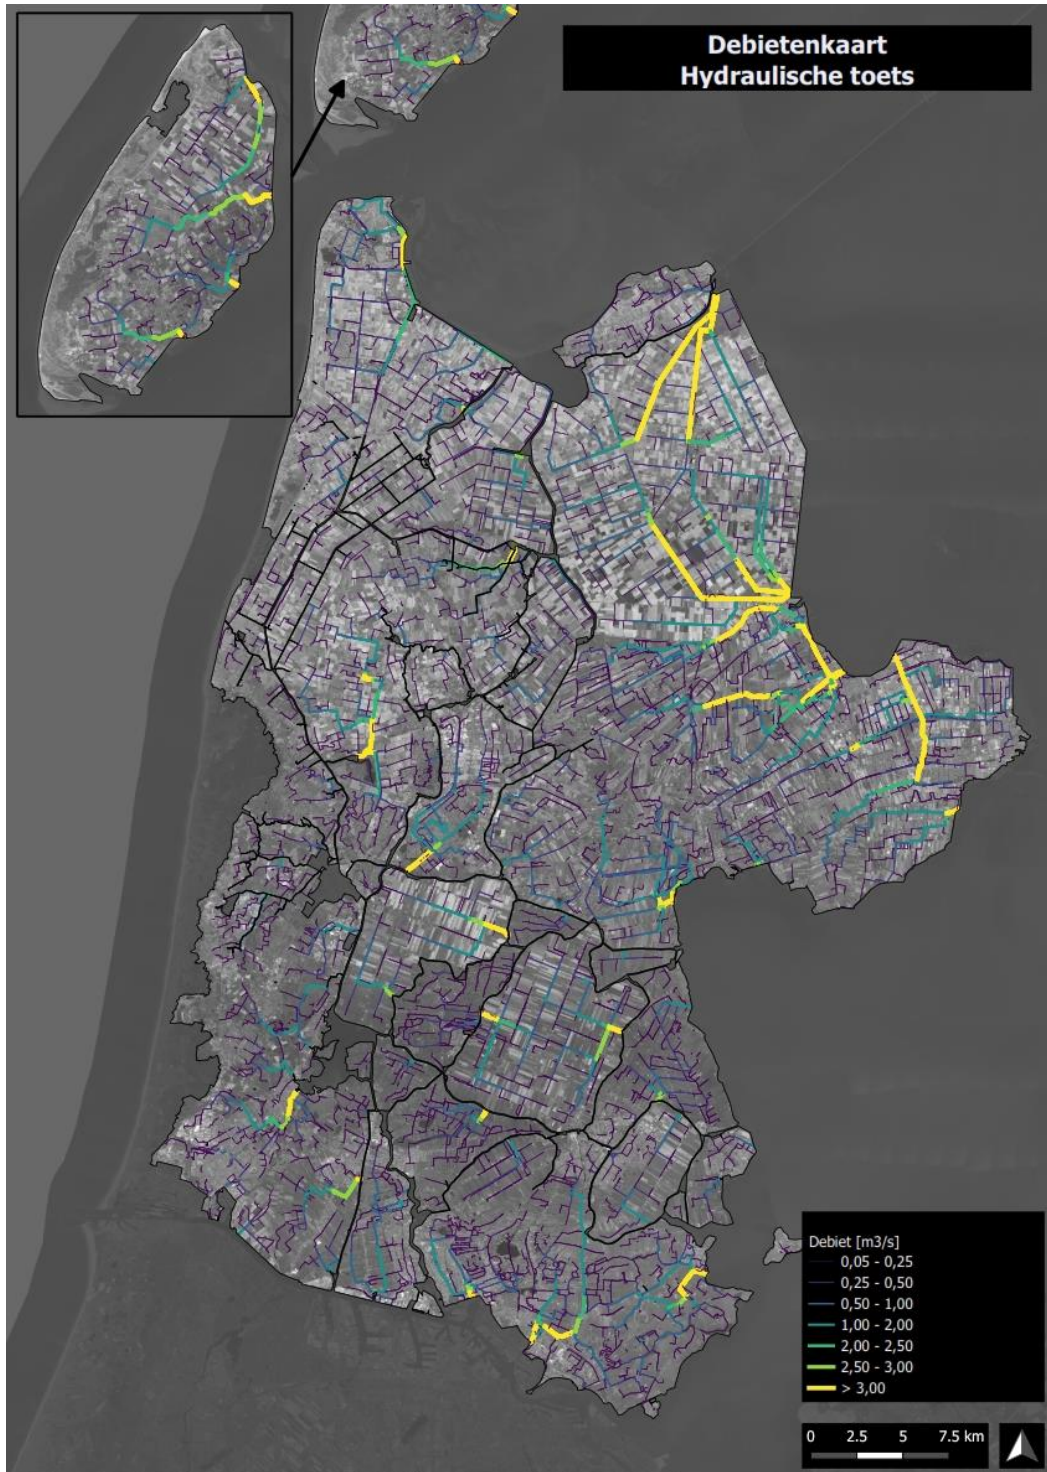 Debietenkaart
Hydraulische toets
Debiet [m3/s]
0,05 - 0,25
0,25 - 0,50
0,50 - 1,00
1,00 - 2,00
2,00 - 2,50
2,50 - 3,00
> 3,00
0 2.5 5 7.5 km